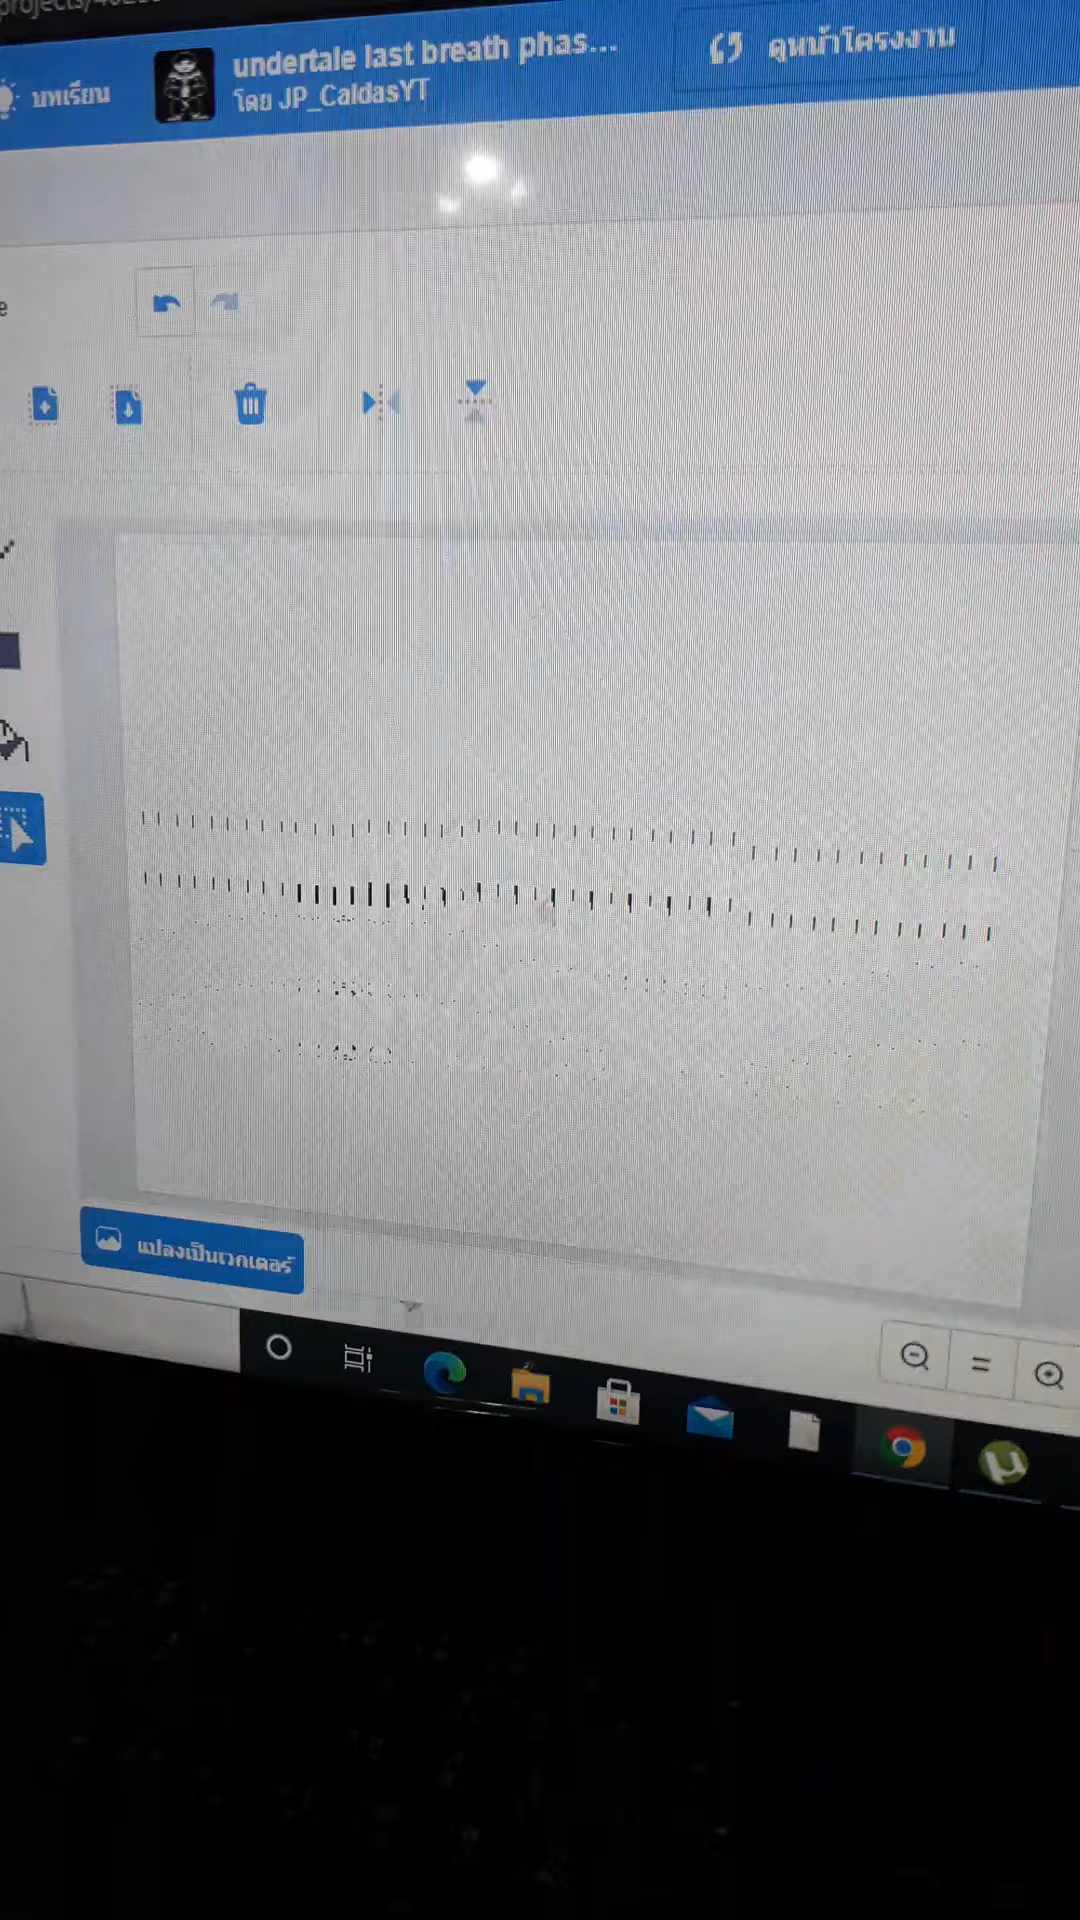 บทเรียน
undertale last breath phas...
โดย JP_CaldasYT
ดูหน้าโครงงาน
แปลงเป็นเวกเตอร์